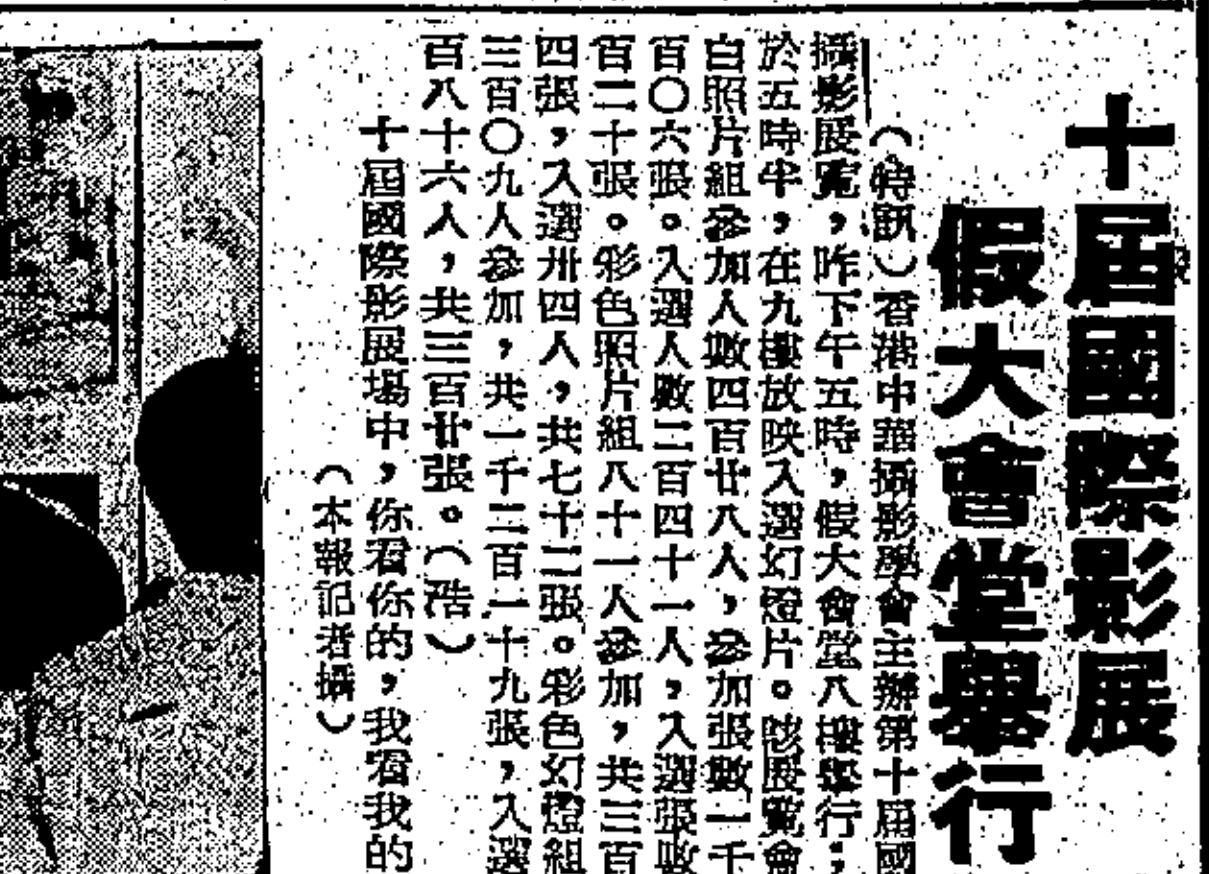 十屆國際影展
假大會堂舉行
（特訊）香港中華攝影學會主辦第十屆國
攝影展覽，昨下午五時，假大會堂八樓舉行，
於五時半，在九樓放映入選幻燈片。該展覽會
白照片組參加人數四百廿八人，參加張數一千
百〇六張。入選人數二百四十一人，入選張數
百二十張。彩色照片組八十一人參加，共三百
四張，入選卅四人，共七十二張。彩色幻燈組
三百〇九人參加，共一千二百一十九張，入選
百八十六人，共三百廿張。（浩）
十屆國際影展場中，你看你的，我看我的
（本報記者攝）